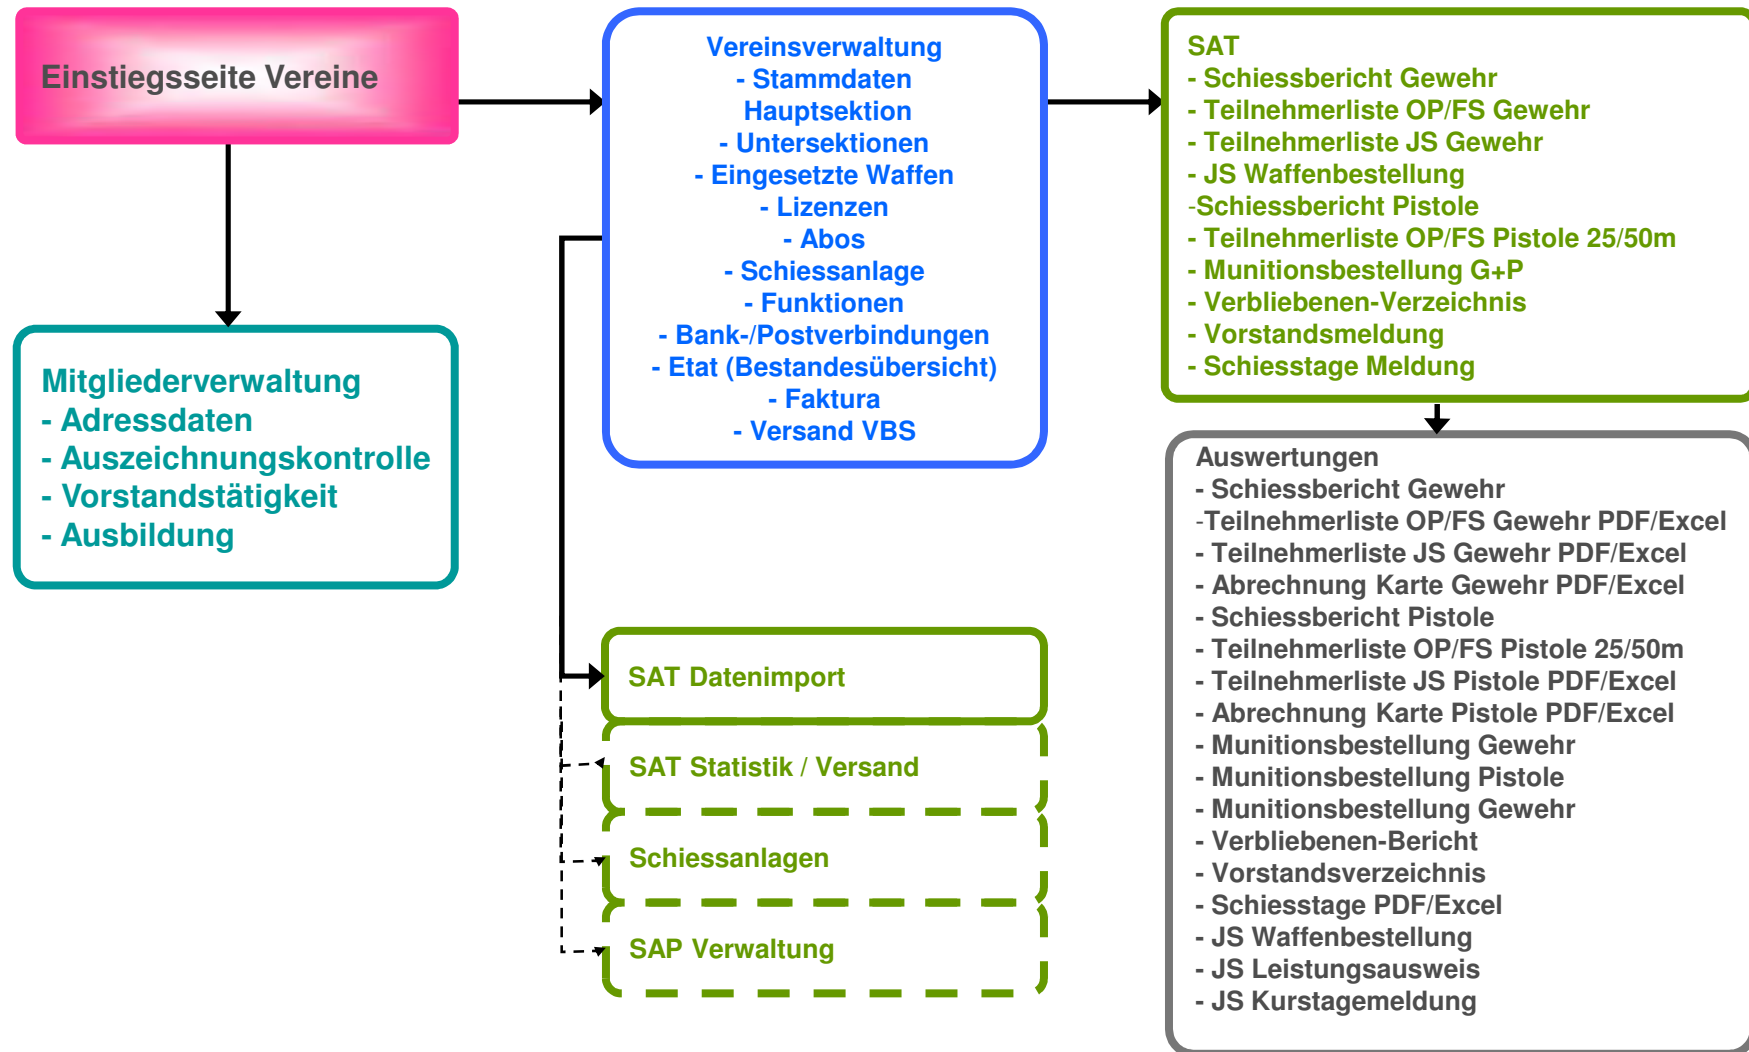 Einstiegsseite Vereine
Mitgliederverwaltung
- Adressdaten
- Auszeichnungskontrolle
- Vorstandstätigkeit
- Ausbildung
Vereinsverwaltung
- Stammdaten
Hauptsektion
- Untersektionen
- Eingesetzte Waffen
- Lizenzen
- Abos
- Schiessanlage
- Funktionen
- Bank-/Postverbindungen
- Etat (Bestandesübersicht)
- Faktura
- Versand VBS
SAT Datenimport
SAT Statistik / Versand
Schiessanlagen
SAP Verwaltung
SAT
- Schiessbericht Gewehr
- Teilnehmerliste OP/FS Gewehr
- Teilnehmerliste JS Gewehr
- JS Waffenbestellung
-Schiessbericht Pistole
- Teilnehmerliste OP/FS Pistole 25/50m
- Munitionsbestellung G+P
- Verbliebenen-Verzeichnis
- Vorstandsmeldung
- Schiesstage Meldung
Auswertungen
- Schiessbericht Gewehr
-Teilnehmerliste OP/FS Gewehr PDF/Excel
- Teilnehmerliste JS Gewehr PDF/Excel
- Abrechnung Karte Gewehr PDF/Excel
- Schiessbericht Pistole
- Teilnehmerliste OP/FS Pistole 25/50m
- Teilnehmerliste JS Pistole PDF/Excel
- Abrechnung Karte Pistole PDF/Excel
- Munitionsbestellung Gewehr
- Munitionsbestellung Pistole
- Munitionsbestellung Gewehr
- Verbliebenen-Bericht
- Vorstandsverzeichnis
- Schiesstage PDF/Excel
- JS Waffenbestellung
- JS Leistungsausweis
- JS Kurstagemeldung